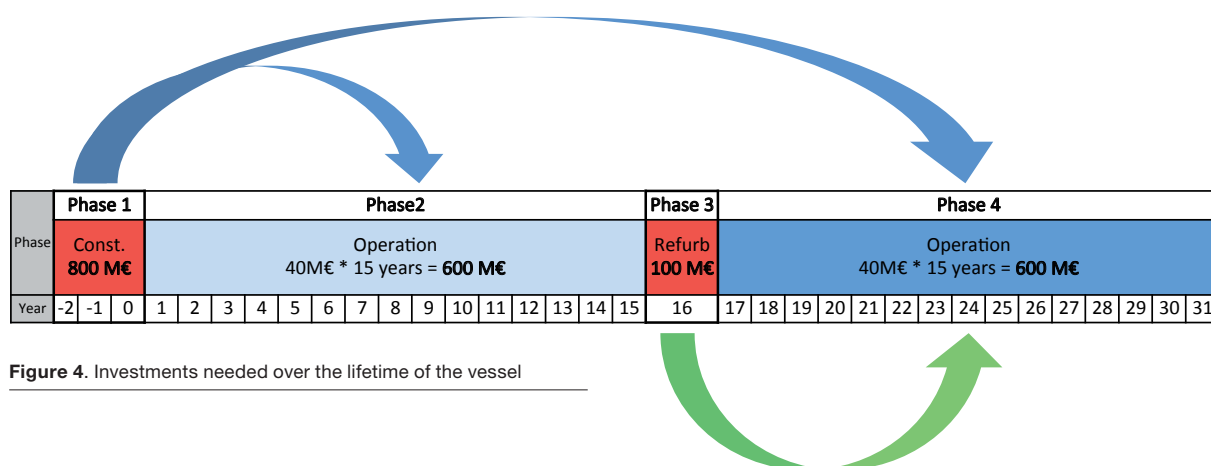 Phase
Phase 1
Phase2
Phase 3
Phase 4
Const.
800 M€
Operation
40M€ * 15 years = 600 M€
Refurb
100 M€
Operation
40M€ * 15 years = 600 M€
Year -2 -1 0 1 2 3 4 5 6 7 8 9 10 11 12 13 14 15 16 17 18 19 20 21 22 23 24 25 26 27 28 29 30 31
Figure 4. Investments needed over the lifetime of the vessel